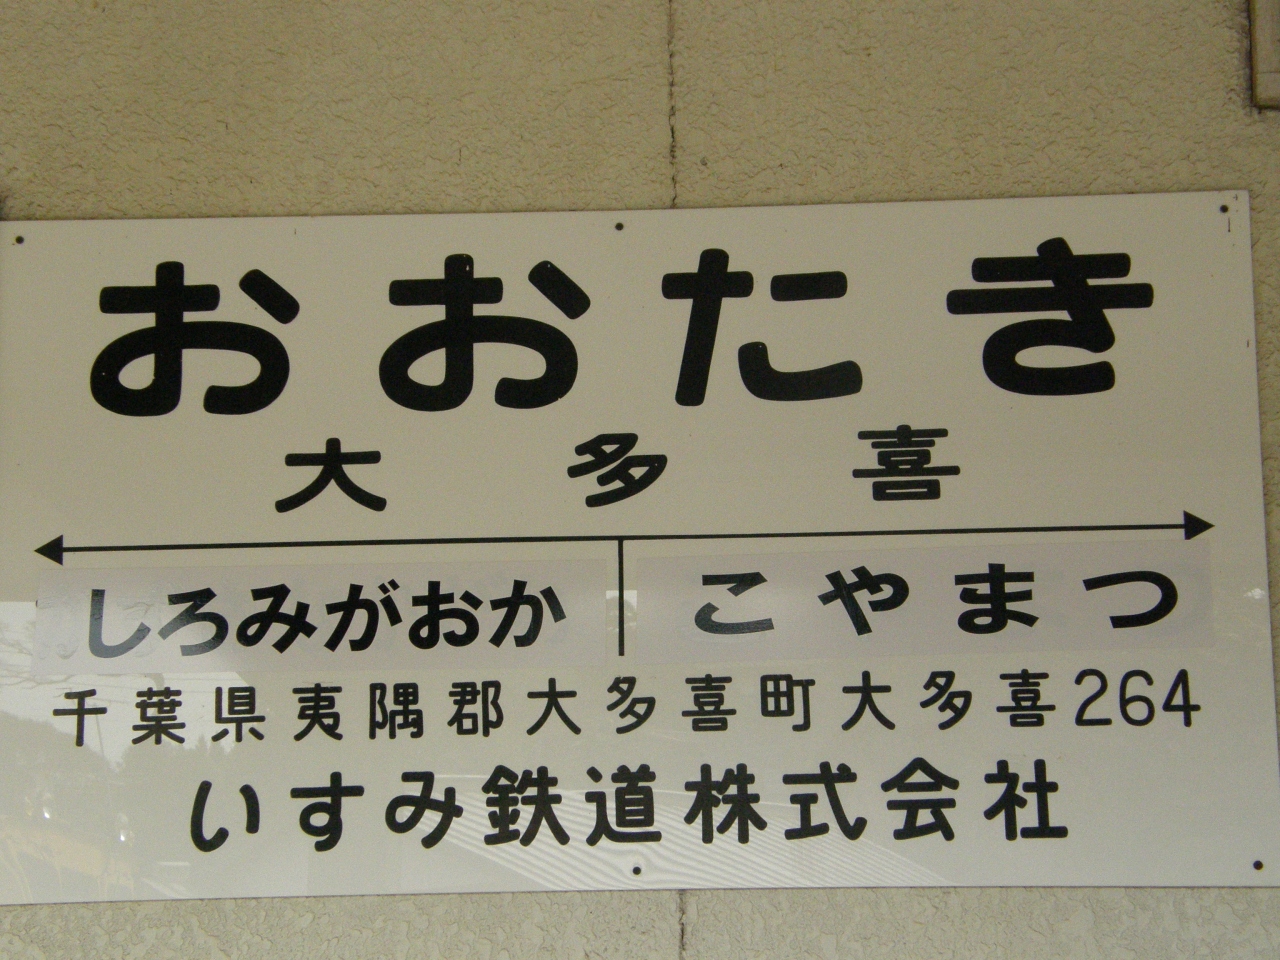 おおたき
大多喜
しろみがおか こやまつ
千葉県夷隅郡大多喜町大多喜264
いすみ鉄道株式会社